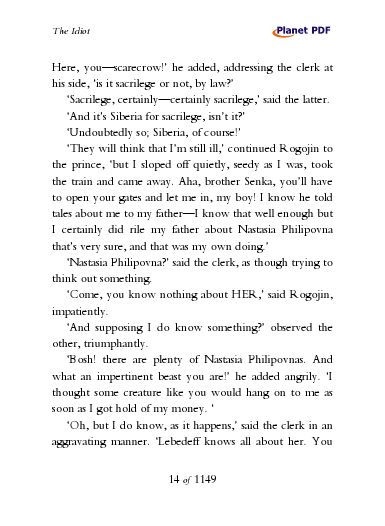 The Idiot
Planet PDF
Here, you—scarecrow!' he added, addressing the clerk at
his side, 'is it sacrilege or not, by law?'
'Sacrilege, certainly—certainly sacrilege,' said the latter.
'And it's Siberia for sacrilege, isn't it?'
'Undoubtedly so; Siberia, of course!'
'They will think that I'm still ill,' continued Rogojin to
the prince, 'but I sloped off quietly, seedy as I was, took
the train and came away. Aha, brother Senka, you'll have
to open your gates and let me in, my boy! I know he told
tales about me to my father—I know that well enough but
I certainly did rile my father about Nastasia Philipovna
that's very sure, and that was my own doing.'
'Nastasia Philipovna?' said the clerk, as though trying to
think out something.
'Come, you know nothing about HER,' said Rogojin,
impatiently.
'And supposing I do know something?' observed the
other, triumphantly.
'Bosh! there are plenty of Nastasia Philipovnas. And
what an impertinent beast you are!' he added angrily. 'I
thought some creature like you would hang on to me as
soon as I got hold of my money. '
'Oh, but I do know, as it happens,' said the clerk in an
aggravating manner. 'Lebedeff knows all about her. You
14 of 1149